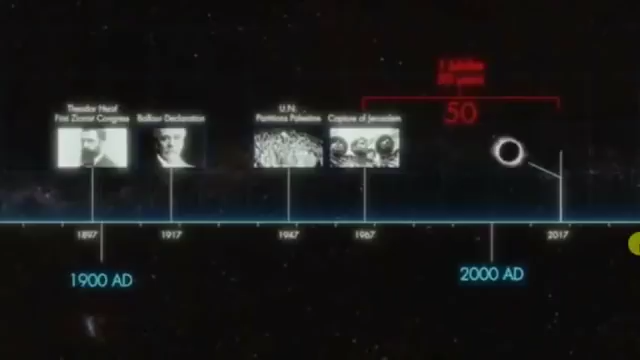 1 Jubilee
50 years
50
Theodor Herzl
First Zionist Congress
Balfour Declaration
U.N.
Partitions Palestine
Capture of Jerusalem
1897
1917
1947
1967
2017
1900 AD
2000 AD